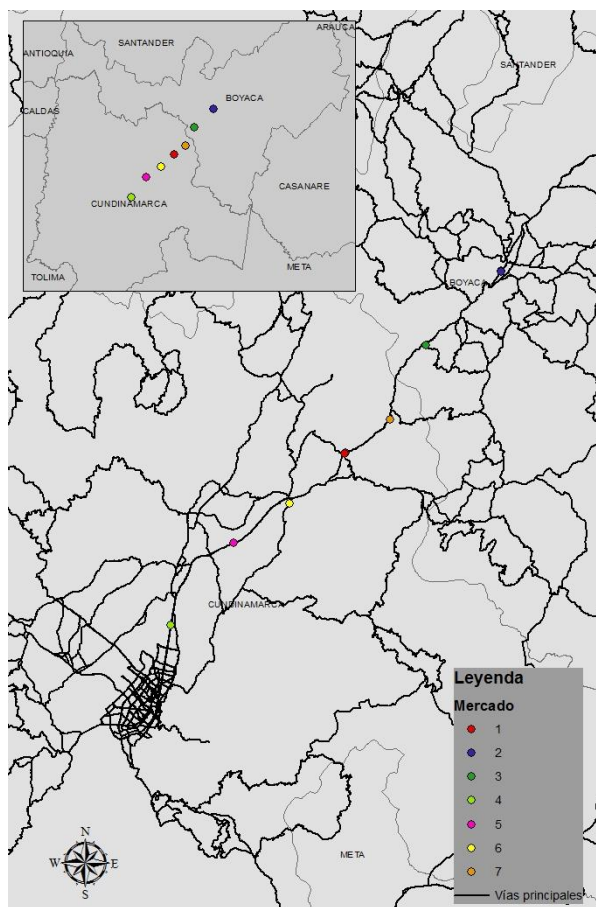 ARAUCA
SANTANDER
ANTIOQUIA
BOYACA
CALDAS
CASANARE
CUNDINAMARCA
META
TOLIMA
SANTANDER
BOYACA
CUNDINAMARCA
META
Leyenda
Mercado
1
2
3
4
5
6
7
Vías principales
N
W E
S